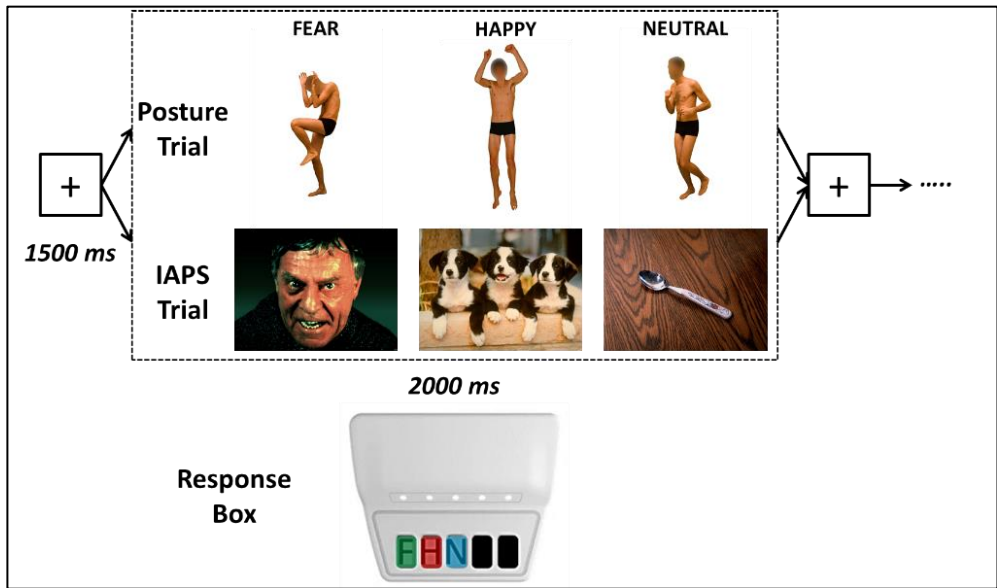 FEAR HAPPY NEUTRAL
Posture
Trial
+
+
.....
1500 ms
IAPS
Trial
2000 ms
Response
Box
F H N